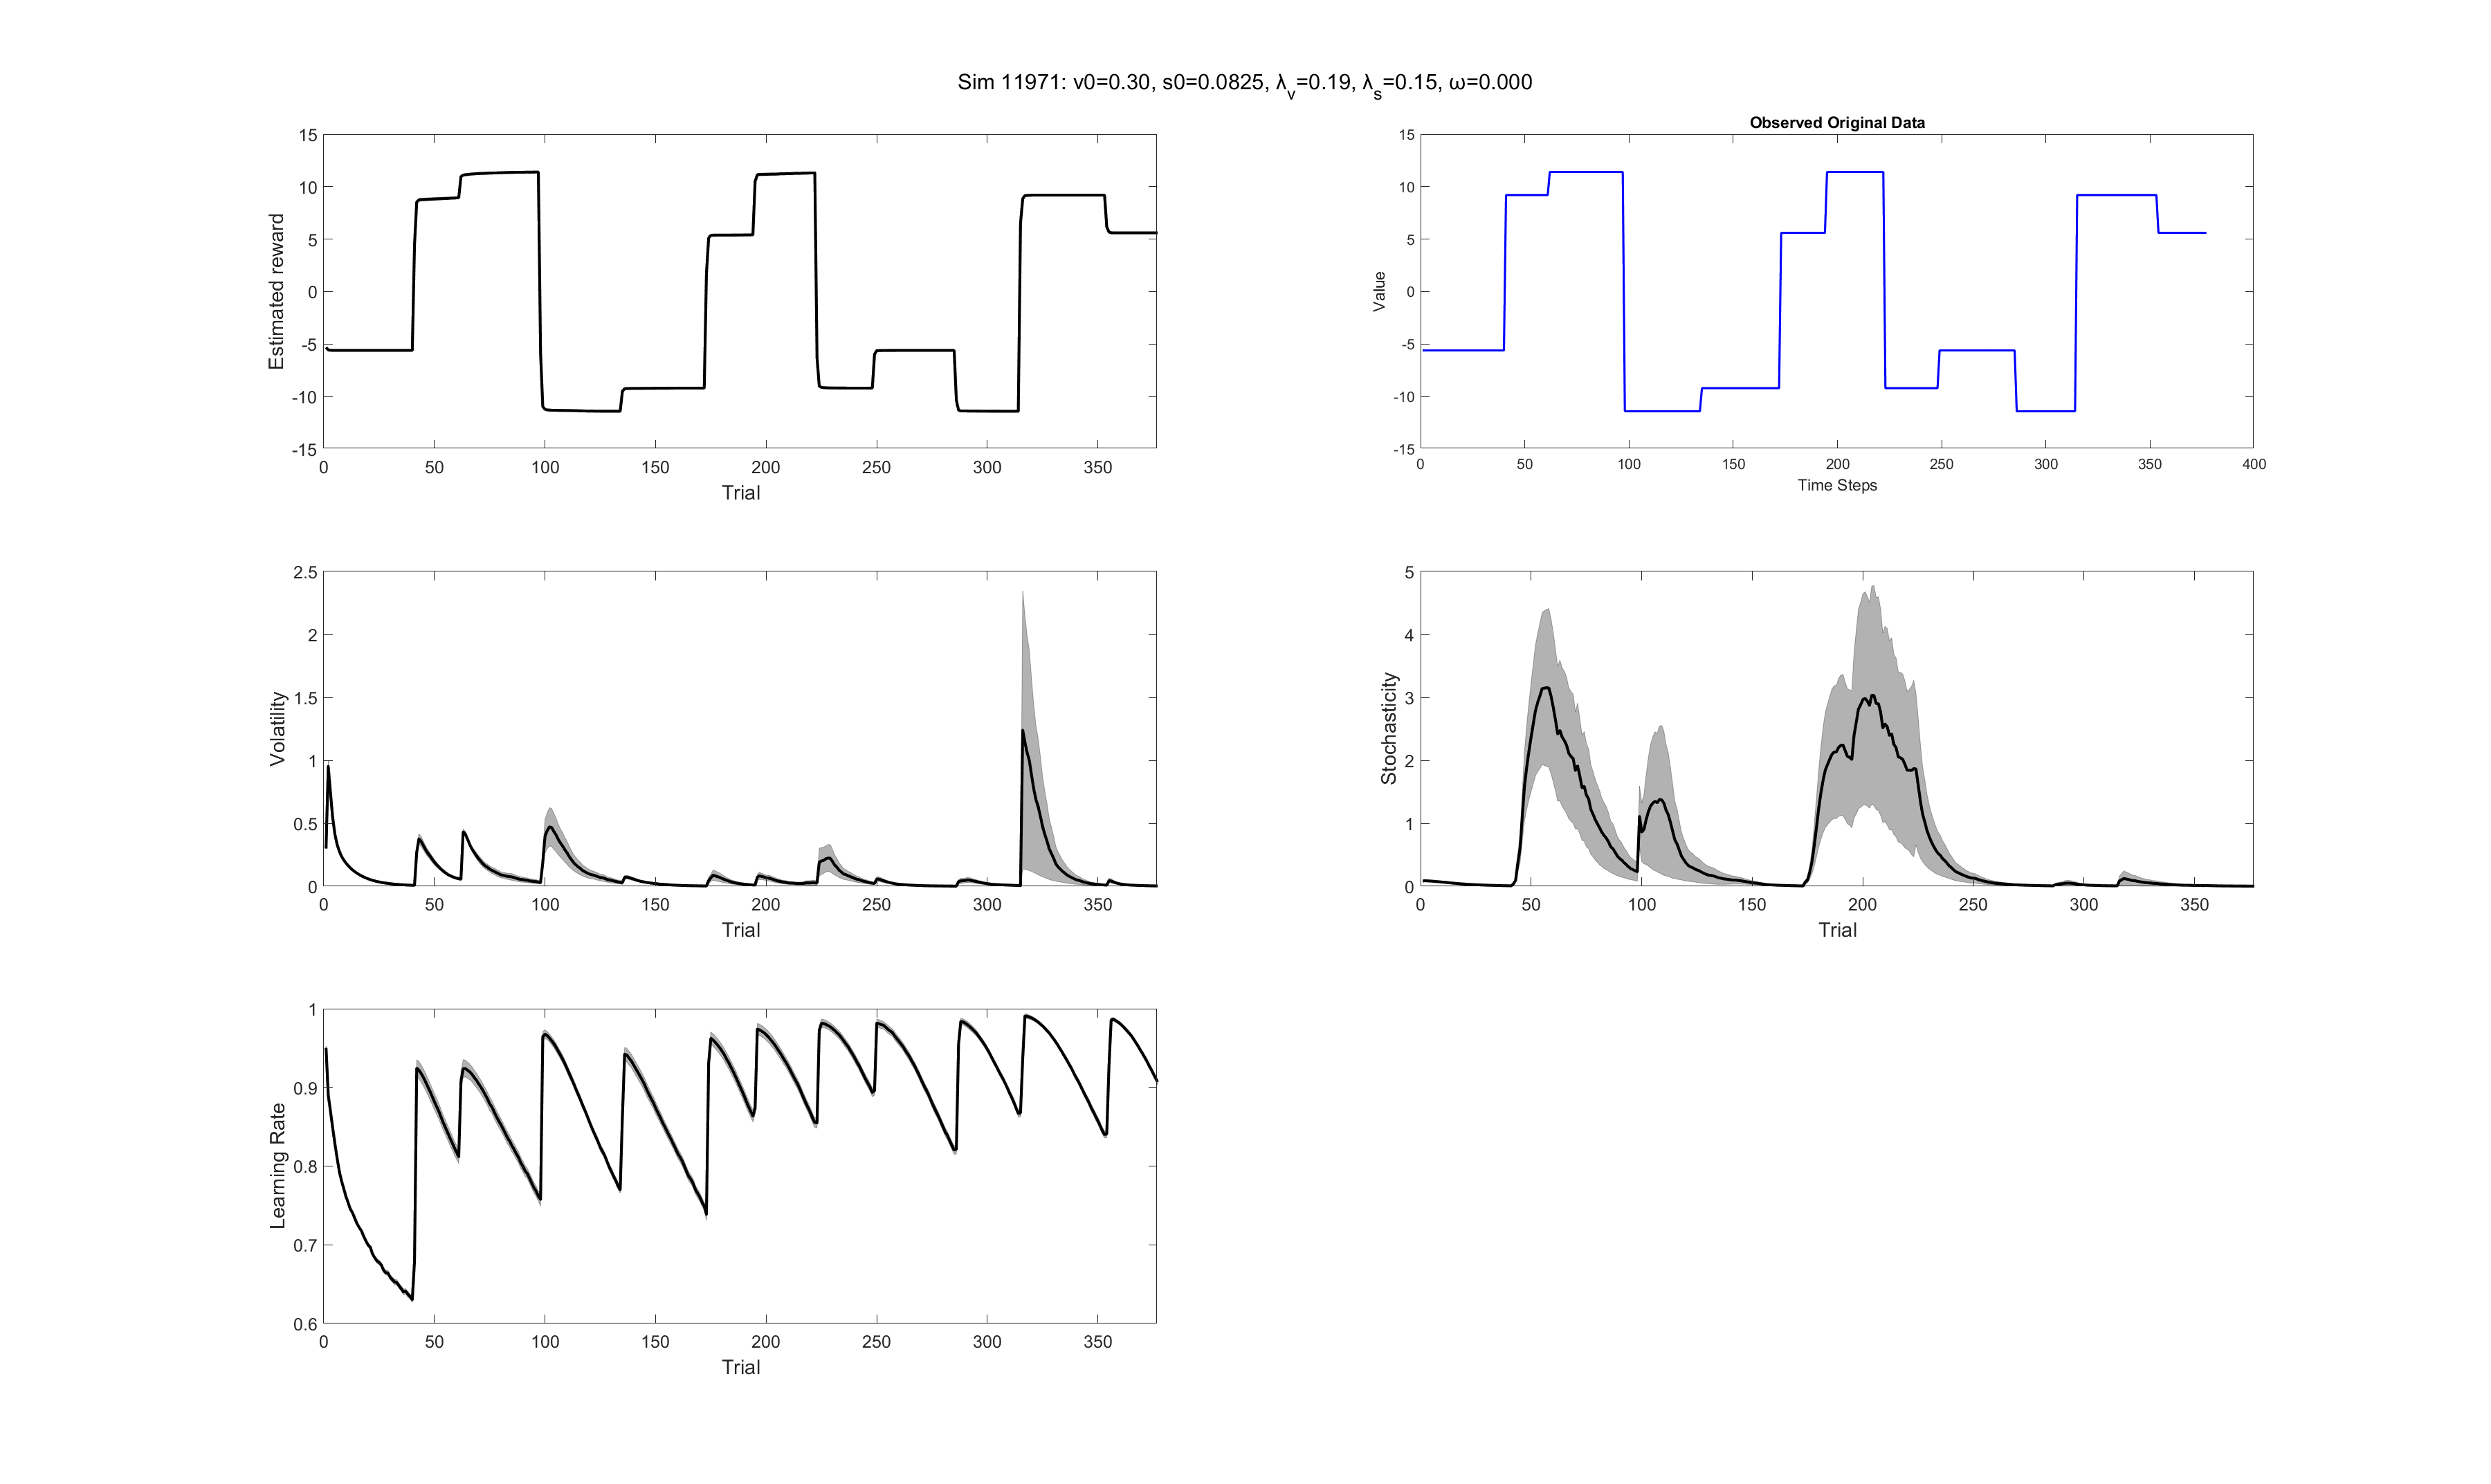 Sim 11971: v0=0.30, s0=0.0825, λv=0.19, λs=0.15, ω=0.000
15
10
5
0
-5
-10
-15
Estimated reward
0 50 100 150 200 250 300 350
Trial
Observed Original Data
15
10
5
0
-5
-10
-15
Value
0 50 100 150 200 250 300 350 400
Time Steps
2.5
2
1.5
1
0.5
0
Volatility
0 50 100 150 200 250 300 350
Trial
5
4
3
2
1
0
Stochasticity
0 50 100 150 200 250 300 350
Trial
1
0.9
0.8
0.7
0.6
Learning Rate
0 50 100 150 200 250 300 350
Trial